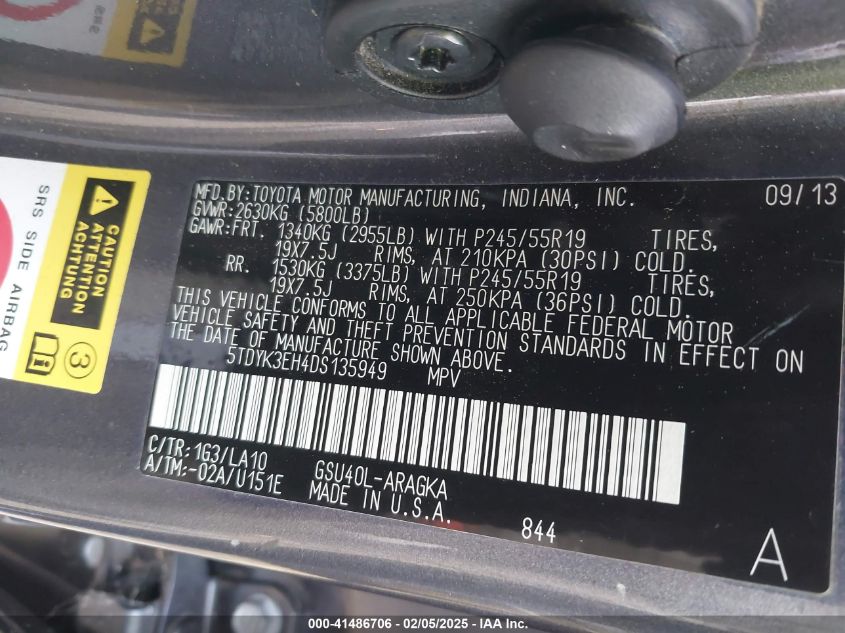 MFD.BY:TOYOTA MOTOR MANUFACTURING, INDIANA, INC. 09/13
GVWR:2630KG (5800LB)
GAWR:FRT. 1340KG (2955LB) WITH P245/55R19 TIRES,
19X7.5J RIMS, AT 210KPA (30PSI) COLD.
RR. 1530KG (3375LB) WITH P245/55R19 TIRES,
19X7.5J RIMS, AT 250KPA (36PSI) COLD.
THIS VEHICLE CONFORMS TO ALL APPLICABLE FEDERAL MOTOR
VEHICLE SAFETY AND THEFT PREVENTION STANDARDS IN EFFECT ON
THE DATE OF MANUFACTURE SHOWN ABOVE.
5TDYK3EH4DS135949 MPV
C/TR:1G3/LA10
A/TM:-02A/U151E
GSU40L-ARAGKA
MADE IN U.S.A.
844
A
SRS SIDE AIRBAG
CAUTION
ATTENTION
3
000-41486706 - 02/05/2025 - IAA Inc.